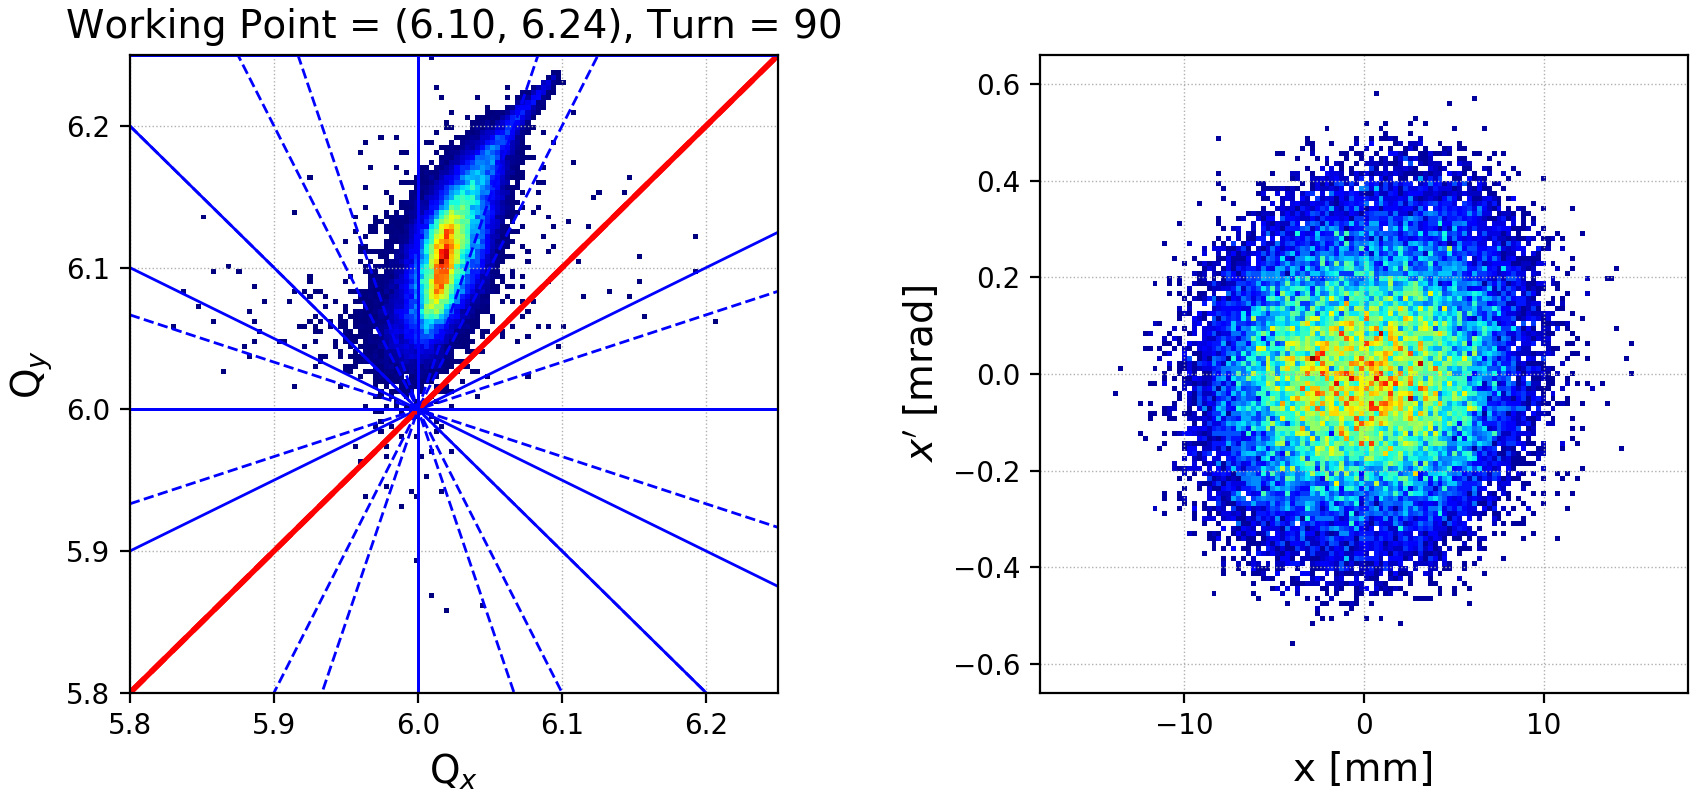 Working Point = (6.10, 6.24), Turn = 90
Q_y
6.2
6.1
6.0
5.9
5.8
5.8 5.9 6.0 6.1 6.2
Q_x
x′ [mrad]
0.6
0.4
0.2
0.0
−0.2
−0.4
−0.6
−10 0 10
x [mm]